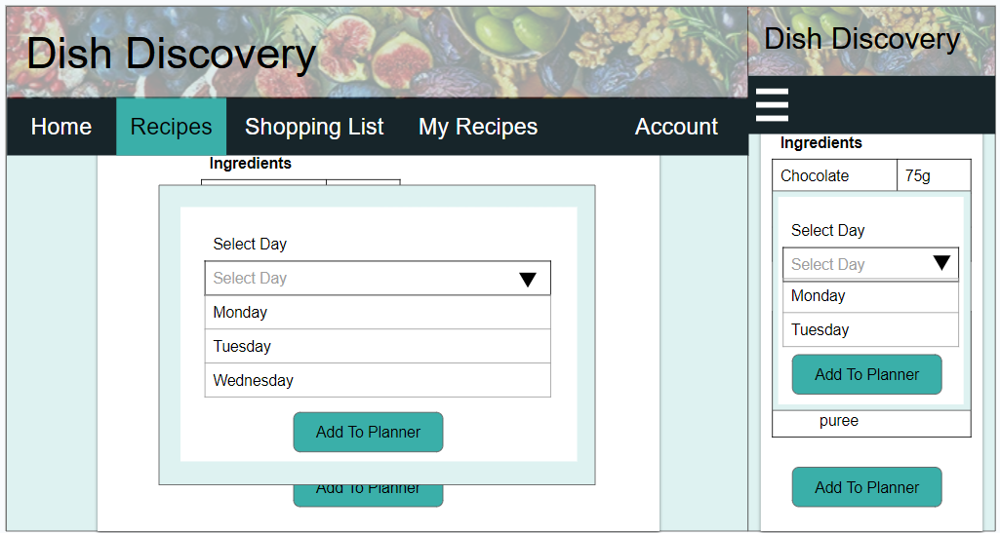 Dish Discovery
Home Recipes Shopping List My Recipes Account
Ingredients
Select Day
Select Day
Monday
Tuesday
Wednesday
Add To Planner
Add To Planner
Dish Discovery
Ingredients
Chocolate 75g
Select Day
Select Day
Monday
Tuesday
Add To Planner
puree
Add To Planner